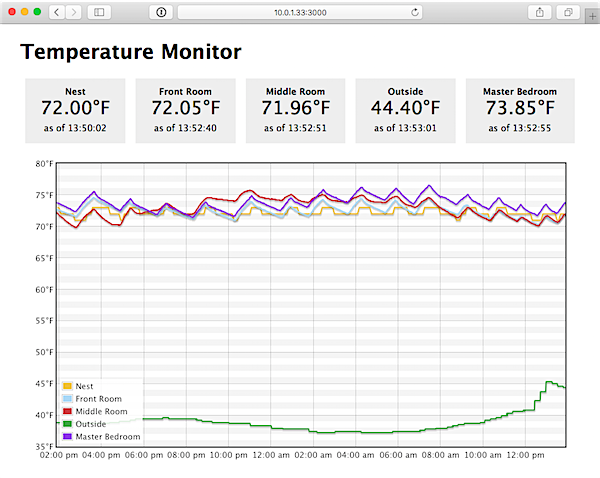 10.0.1.33:3000
Temperature Monitor
Nest
72.00°F
as of 13:50:02
Front Room
72.05°F
as of 13:52:40
Middle Room
71.96°F
as of 13:52:51
Outside
44.40°F
as of 13:53:01
Master Bedroom
73.85°F
as of 13:52:55
80°F
75°F
70°F
65°F
60°F
55°F
50°F
45°F
40°F
35°F
Nest
Front Room
Middle Room
Outside
Master Bedroom
02:00 pm 04:00 pm 06:00 pm 08:00 pm 10:00 pm 12:00 am 02:00 am 04:00 am 06:00 am 08:00 am 10:00 am 12:00 pm